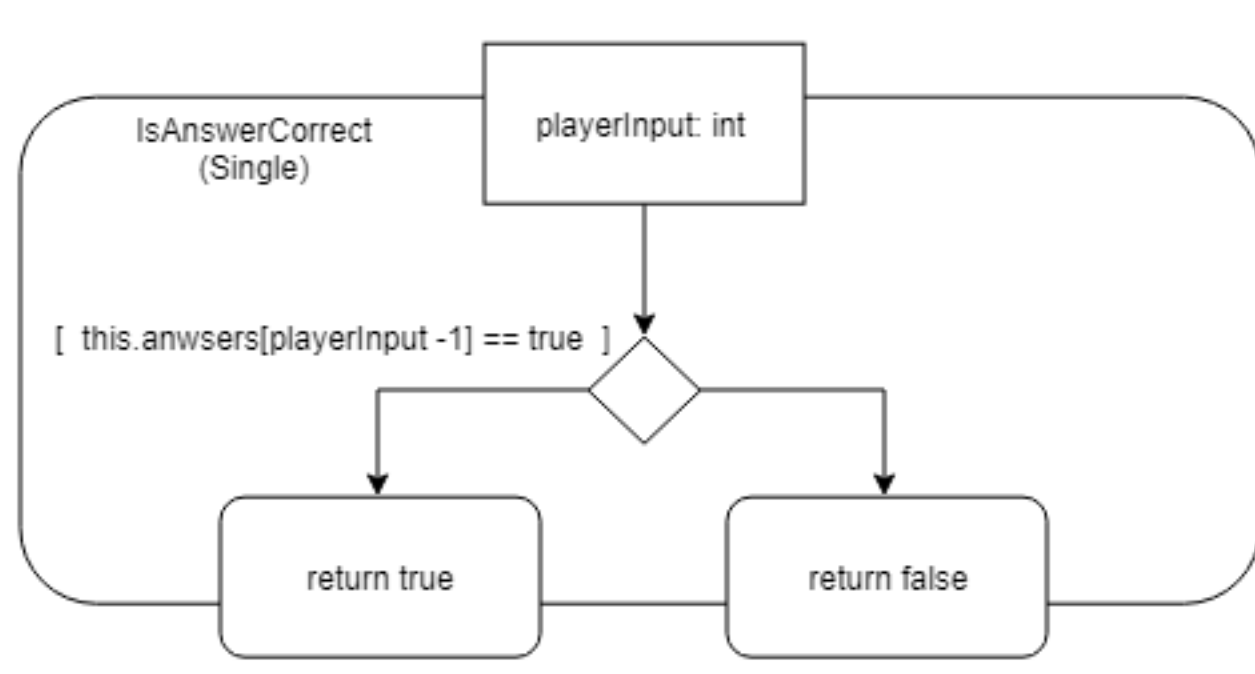 playerInput: int
IsAnswerCorrect
(Single)
[ this.anwsers[playerInput -1] == true ]
return true
return false